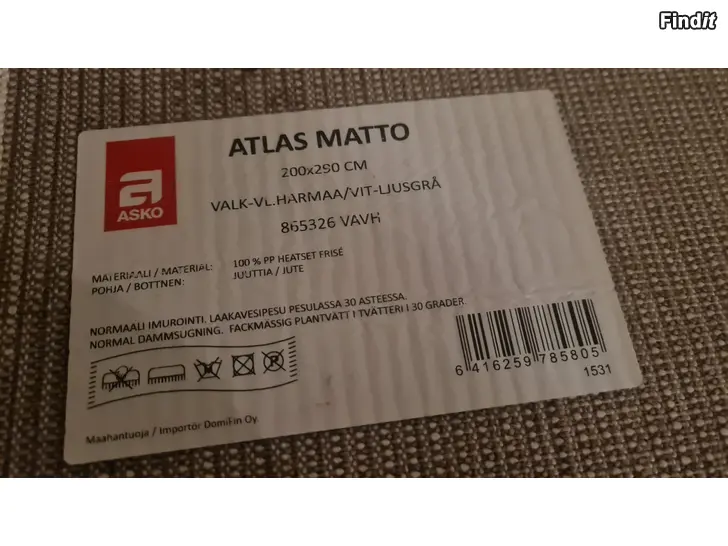 Findit
ATLAS MATTO
200x290 CM
VALK-VL.HARMAA/VIT-LJUSGRÅ
865326 VAVH
ASKO
MATERIAALI / MATERIAL: 100 % PP HEATSET FRISÉ
POHJA / BOTTNEN: JUUTTIA / JUTE
NORMAALI IMUROINTI. LAAKAVESIPESU PESULASSA 30 ASTEESSA.
NORMAL DAMMSUGNING. FACKMÄSSIG PLANTVÄTT I TVÄTTERI I 30 GRADER
P
6 416259 785805
1531
Maahantuoja / Importör DomiFin Oy.